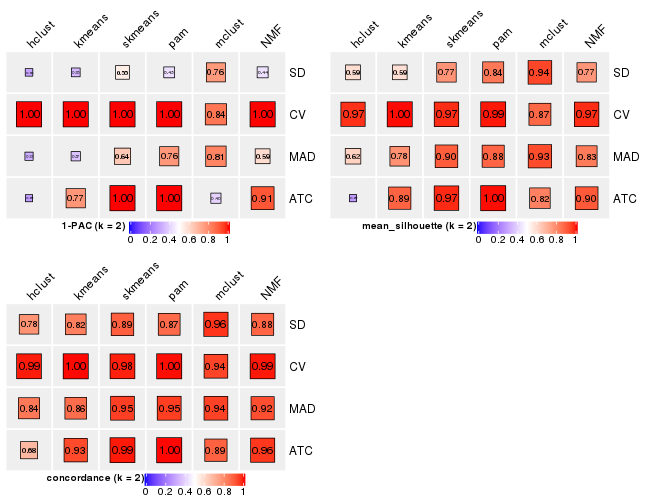 hclust kmeans skmeans pam mclust NMF
0.55 0.76 0.44 SD
1.00 1.00 1.00 1.00 0.84 1.00 CV
0.64 0.76 0.81 0.59 MAD
0.77 1.00 1.00 0.91 ATC
1-PAC (k = 2)
0 0.2 0.4 0.6 0.8 1
hclust kmeans skmeans pam mclust NMF
0.59 0.59 0.77 0.84 0.94 0.77 SD
0.97 1.00 0.97 0.99 0.87 0.97 CV
0.62 0.78 0.90 0.88 0.93 0.83 MAD
0.89 0.97 1.00 0.82 0.90 ATC
mean_silhouette (k = 2)
0 0.2 0.4 0.6 0.8 1
hclust kmeans skmeans pam mclust NMF
0.78 0.82 0.89 0.87 0.96 0.88 SD
0.99 1.00 0.98 1.00 0.94 0.99 CV
0.84 0.86 0.95 0.95 0.94 0.92 MAD
0.68 0.93 0.99 1.00 0.89 0.96 ATC
concordance (k = 2)
0 0.2 0.4 0.6 0.8 1